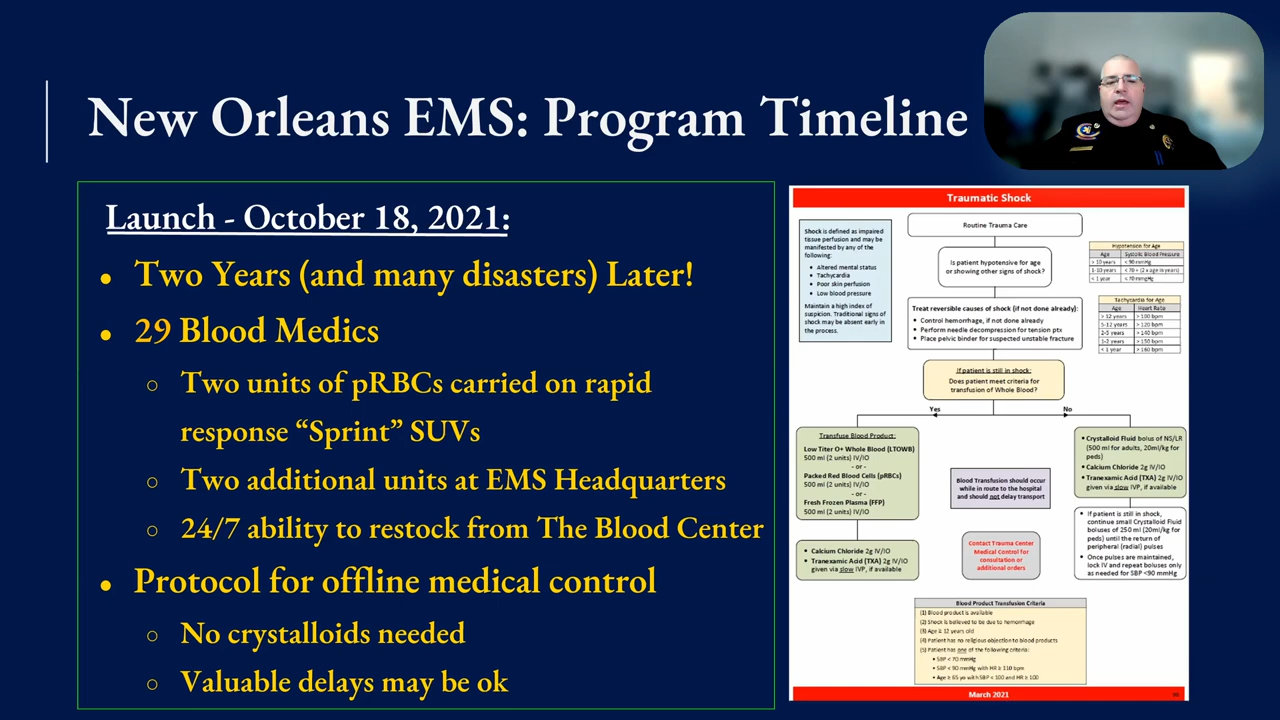 New Orleans EMS: Program Timeline
Launch - October 18, 2021:
• Two Years (and many disasters) Later!
• 29 Blood Medics
○ Two units of pRBCs carried on rapid
response “Sprint” SUVs
○ Two additional units at EMS Headquarters
○ 24/7 ability to restock from The Blood Center
• Protocol for offline medical control
○ No crystalloids needed
○ Valuable delays may be ok
Traumatic Shock
Shock is defined as impaired
tissue perfusion and may be
manifested by any of the
following:
• Altered mental status
• Tachycardia
• Poor skin perfusion
• Low blood pressure
Maintain a high index of
suspicion. Traditional signs of
shock may be absent early in
the process.
Routine Trauma Care
Is patient hypotensive for age
or showing other signs of shock?
Hypotension for Age
Age Systolic Blood Pressure
> 10 years < 90 mmHg
1-10 years < 70 + (2 x age in years)
< 1 year < 70 mmHg
Treat reversible causes of shock (if not done already):
• Control hemorrhage, if not done already
• Perform needle decompression for tension ptx
• Place pelvic binder for suspected unstable fracture
Tachycardia for Age
Age Heart Rate
> 12 years > 100 bpm
5-12 years > 120 bpm
2-5 years > 140 bpm
1-2 years > 150 bpm
< 1 year > 160 bpm
If patient is still in shock:
Does patient meet criteria for
transfusion of Whole Blood?
Yes
No
Transfuse Blood Product:
Low Titer O+ Whole Blood (LTOWB)
500 ml (2 units) IV/IO
- or -
Packed Red Blood Cells (pRBCs)
500 ml (2 units) IV/IO
- or -
Fresh Frozen Plasma (FFP)
500 ml (2 units) IV/IO
• Calcium Chloride 2g IV/IO
• Tranexamic Acid (TXA) 2g IV/IO
given via slow IVP, if available
Blood Transfusion should occur
while in route to the hospital
and should not delay transport
Contact Trauma Center
Medical Control for
consultation or
additional orders
• Crystalloid Fluid bolus of NS/LR
(500 ml for adults, 20ml/kg for
peds)
• Calcium Chloride 2g IV/IO
• Tranexamic Acid (TXA) 2g IV/IO
given via slow IVP, if available
• If patient is still in shock,
continue small Crystalloid Fluid
boluses of 250 ml (20ml/kg for
peds) until the return of
peripheral (radial) pulses
• Once pulses are maintained,
lock IV and repeat boluses only
as needed for SBP <90 mmHg
Blood Product Transfusion Criteria
(1) Blood product is available
(2) Shock is believed to be due to hemorrhage
(3) Age ≥ 12 years old
(4) Patient has no religious objection to blood products
(5) Patient has one of the following criteria:
• SBP < 70 mmHg
• SBP < 90 mmHg with HR ≥ 110 bpm
• Age ≥ 65 yo with SBP < 100 and HR ≥ 100
March 2021